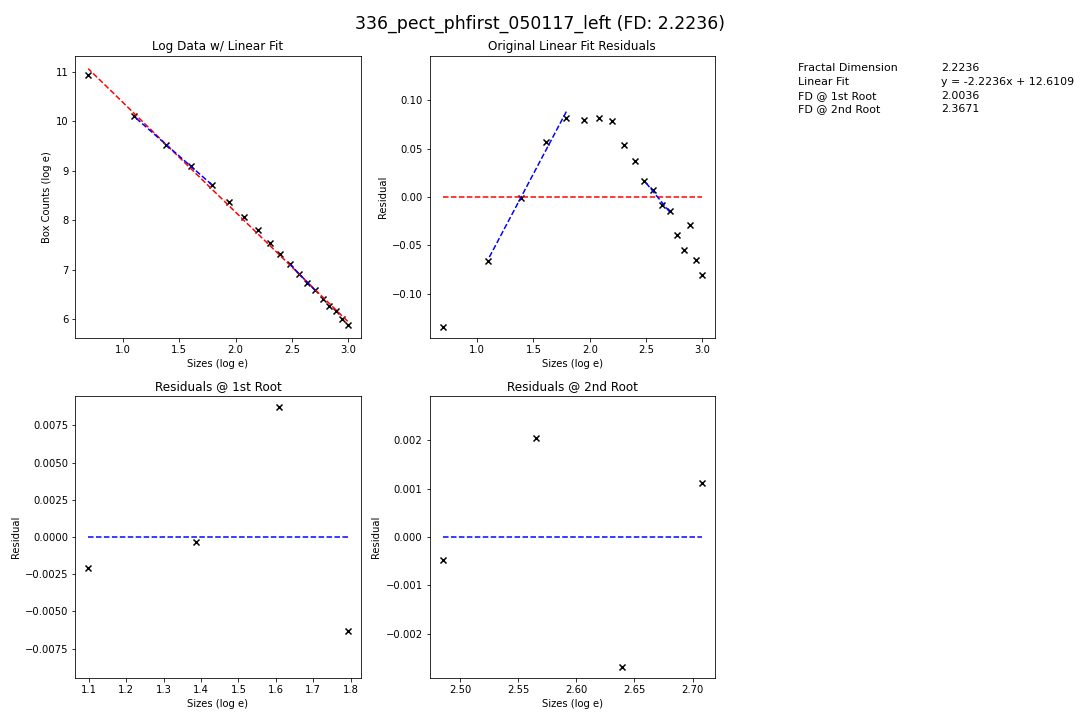 336_pect_phfirst_050117_left (FD: 2.2236)
Log Data w/ Linear Fit
11
10
9
8
7
6
1.0 1.5 2.0 2.5 3.0
Sizes (log e)
Box Counts (log e)
Original Linear Fit Residuals
0.10
0.05
0.00
−0.05
−0.10
1.0 1.5 2.0 2.5 3.0
Sizes (log e)
Residual
Fractal Dimension 2.2236
Linear Fit y = -2.2236x + 12.6109
FD @ 1st Root 2.0036
FD @ 2nd Root 2.3671
Residuals @ 1st Root
0.0075
0.0050
0.0025
0.0000
−0.0025
−0.0050
−0.0075
1.1 1.2 1.3 1.4 1.5 1.6 1.7 1.8
Sizes (log e)
Residual
Residuals @ 2nd Root
0.002
0.001
0.000
−0.001
−0.002
2.50 2.55 2.60 2.65 2.70
Sizes (log e)
Residual